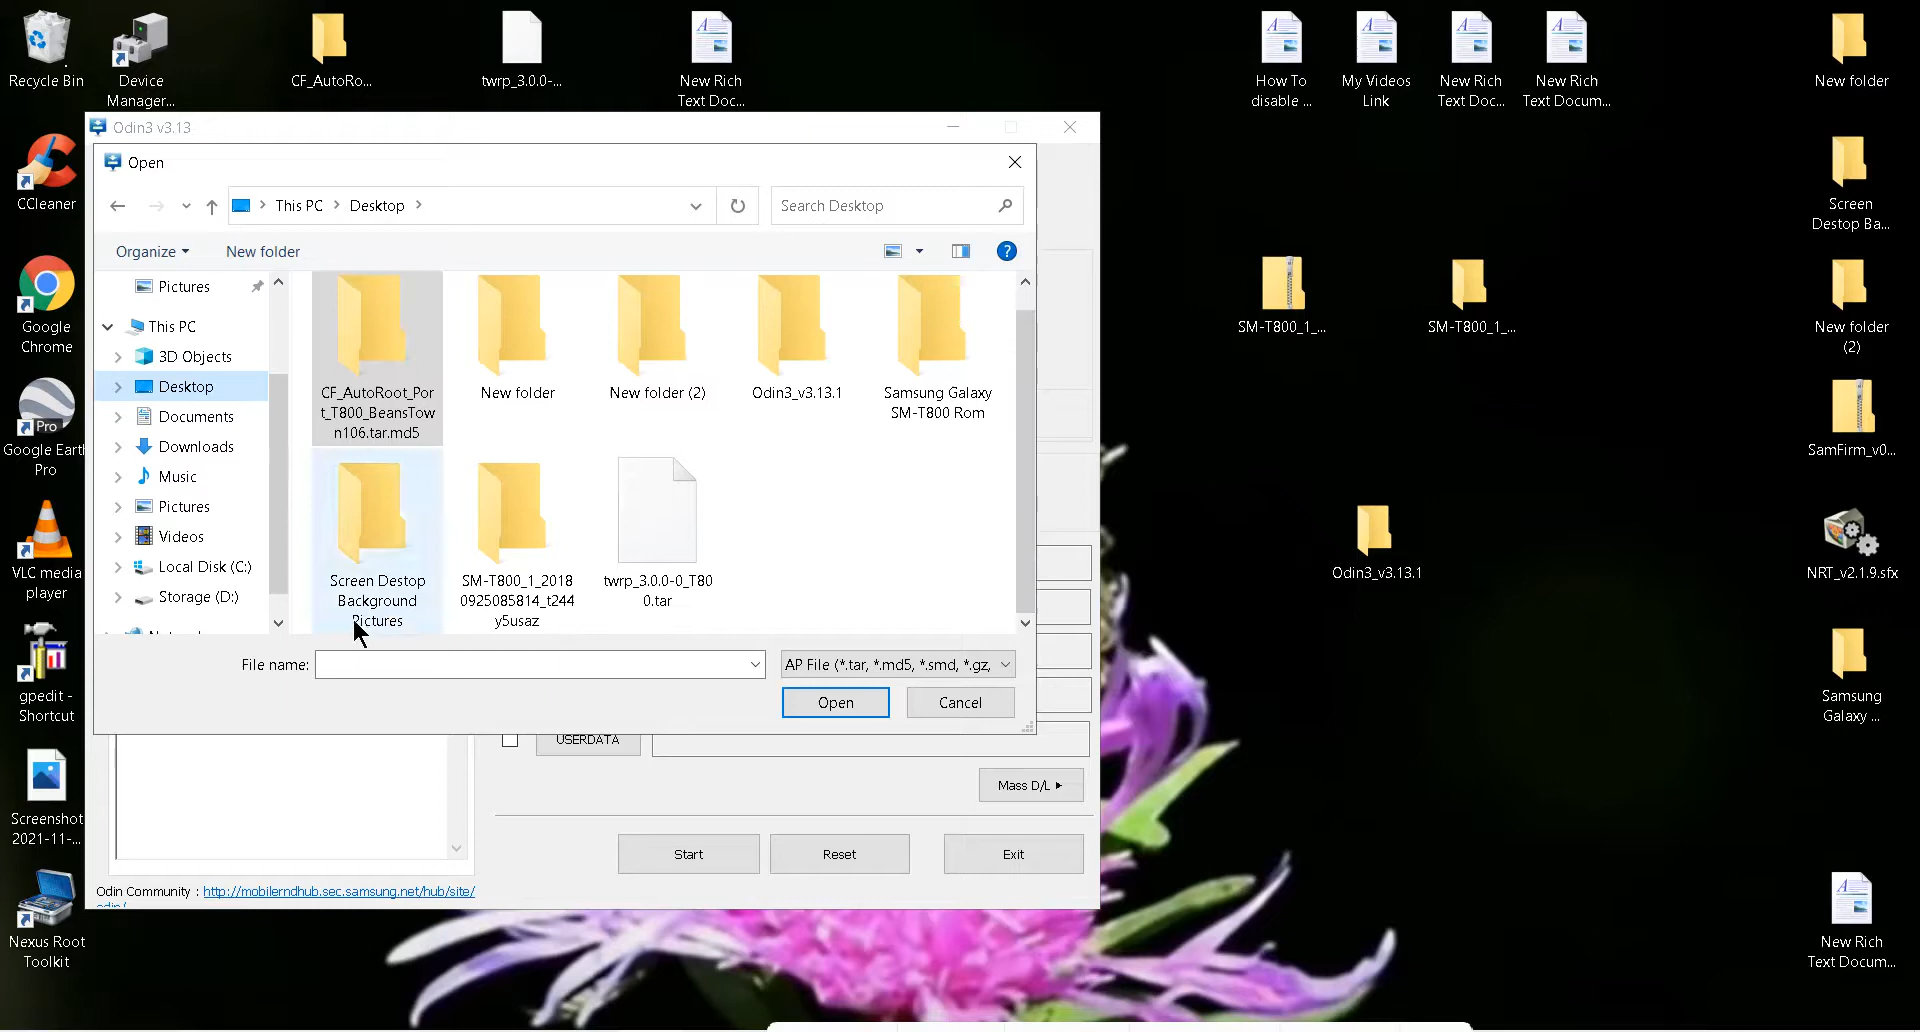 Recycle Bin
Device
Manager...
CF_AutoRo...
twrp_3.0.0-...
New Rich
Text Doc...
How To
disable ...
My Videos
Link
New Rich
Text Doc...
New Rich
Text Docum...
New folder
Odin3 v3.13
Open
CCleaner
This PC
Desktop
Search Desktop
Screen
Destop Ba...
Organize
New folder
?
Pictures
This PC
3D Objects
Desktop
Documents
Downloads
Music
Pictures
Videos
Local Disk (C:)
Storage (D:)
CF_AutoRoot_Por
t_T800_BeansTow
n106.tar.md5
New folder
New folder (2)
Odin3_v3.13.1
Samsung Galaxy
SM-T800 Rom
Screen Destop
Background
Pictures
SM-T800_1_2018
0925085814_t244
y5usaz
twrp_3.0.0-0_T80
0.tar
Google
Chrome
SM-T800_1_...
SM-T800_1_...
New folder
(2)
Pro
Google Eart
Pro
SamFirm_v0...
VLC media
player
Odin3_v3.13.1
NRT_v2.1.9.sfx
File name:
AP File (*.tar, *.md5, *.smd, *.gz,
Open
Cancel
gpedit -
Shortcut
Samsung
Galaxy ...
USERDATA
Mass D/L
Screenshot
2021-11-...
Start
Reset
Exit
Odin Community : http://mobilerndhub.sec.samsung.net/hub/site/
odin/
Nexus Root
Toolkit
New Rich
Text Docum...